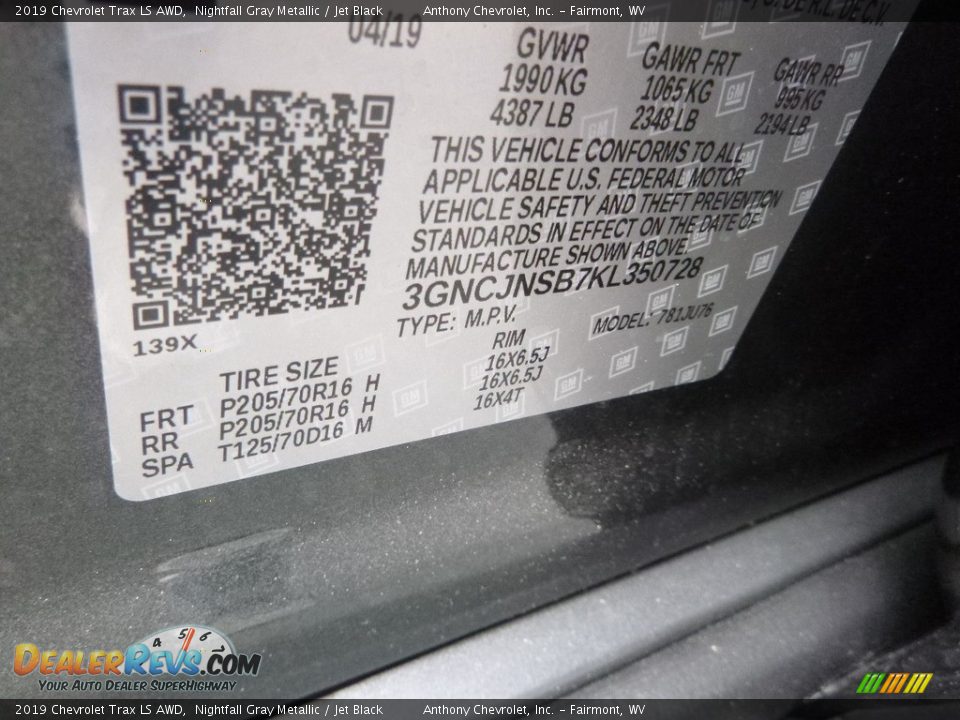 2019 Chevrolet Trax LS AWD, Nightfall Gray Metallic / Jet Black Anthony Chevrolet, Inc. - Fairmont, WV
04/19
GVWR GAWR FRT GAWR RR
1990 KG 1065 KG 995 KG
4387 LB 2348 LB 2194 LB
THIS VEHICLE CONFORMS TO ALL
APPLICABLE U.S. FEDERAL MOTOR
VEHICLE SAFETY AND THEFT PREVENTION
STANDARDS IN EFFECT ON THE DATE OF
MANUFACTURE SHOWN ABOVE.
3GNCJNSB7KL350728
TYPE: M.P.V. MODEL: 781JU76
139X
TIRE SIZE RIM
FRT P205/70R16 H 16X6.5J
RR P205/70R16 H 16X6.5J
SPA T125/70D16 M 16X4T
4 5 6
DEALERREVS.COM
YOUR AUTO DEALER SUPERHIGHWAY
2019 Chevrolet Trax LS AWD, Nightfall Gray Metallic / Jet Black Anthony Chevrolet, Inc. - Fairmont, WV